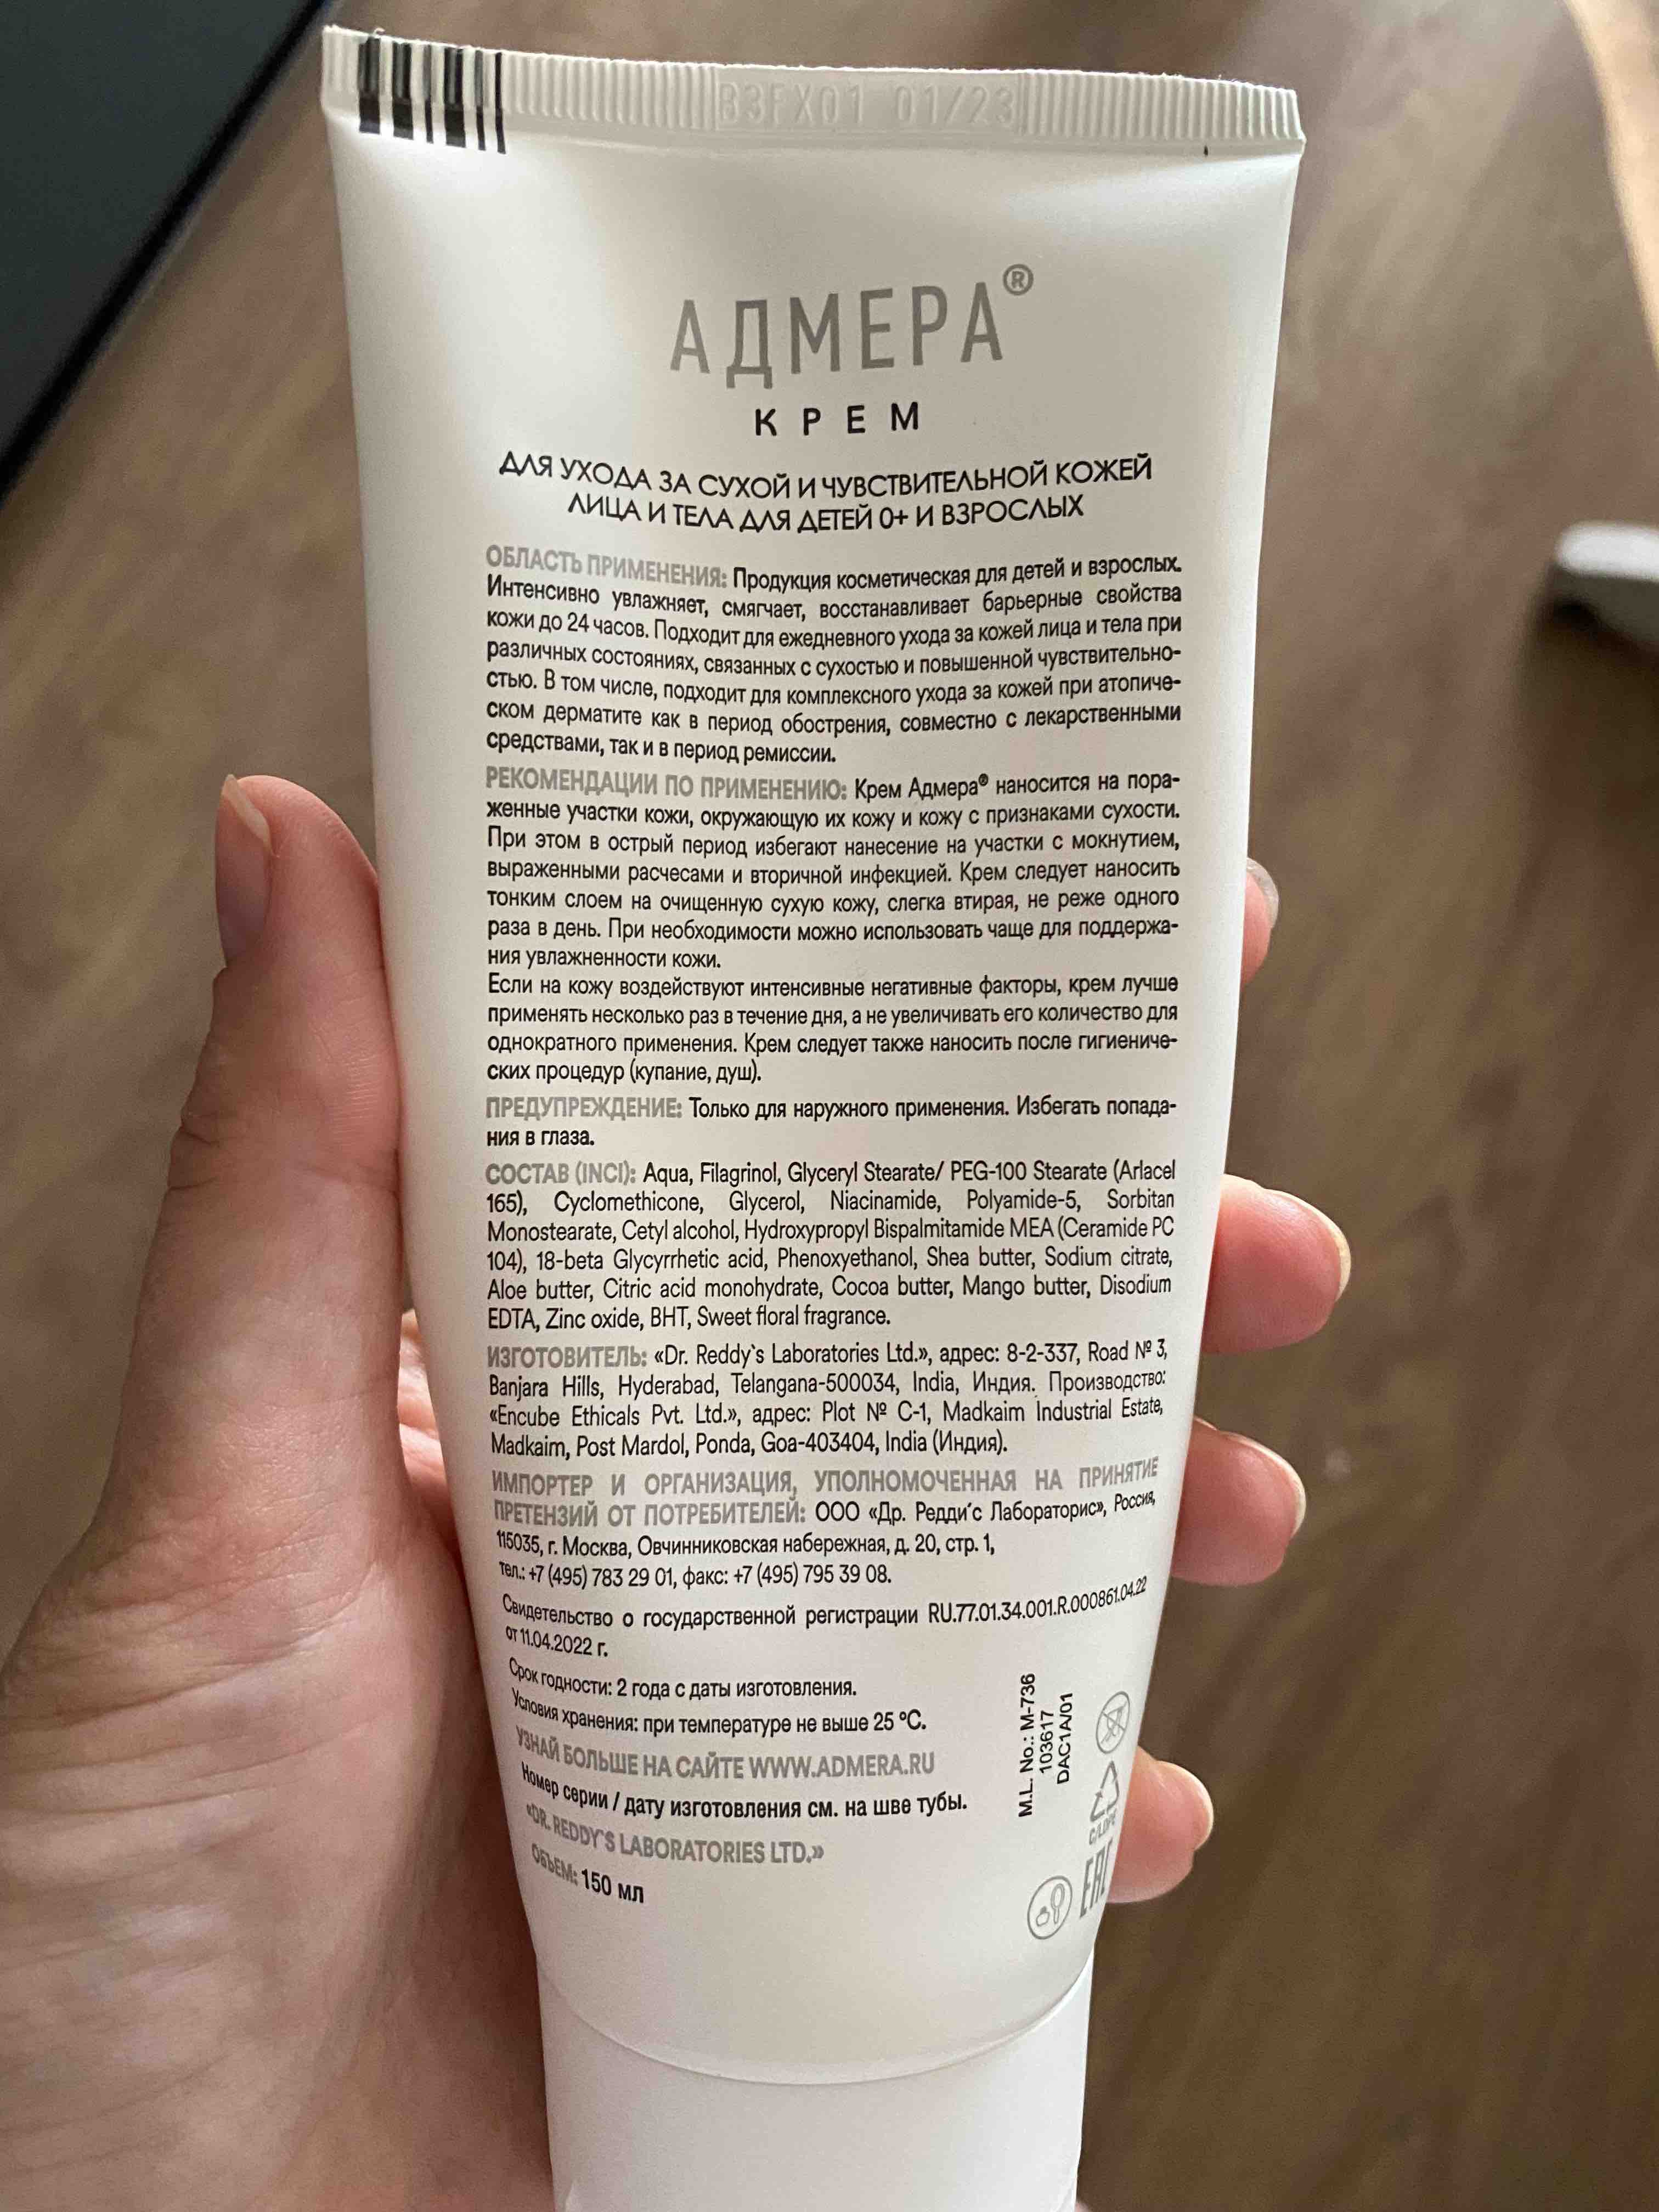 B3FX01 01/23
АДМЕРА®
КРЕМ
ДЛЯ УХОДА ЗА СУХОЙ И ЧУВСТВИТЕЛЬНОЙ КОЖЕЙ
ЛИЦА И ТЕЛА ДЛЯ ДЕТЕЙ 0+ И ВЗРОСЛЫХ
ОБЛАСТЬ ПРИМЕНЕНИЯ: Продукция косметическая для детей и взрослых.
Интенсивно увлажняет, смягчает, восстанавливает барьерные свойства
кожи до 24 часов. Подходит для ежедневного ухода за кожей лица и тела при
различных состояниях, связанных с сухостью и повышенной чувствительно-
стью. В том числе, подходит для комплексного ухода за кожей при атопиче-
ском дерматите как в период обострения, совместно с лекарственными
средствами, так и в период ремиссии.
РЕКОМЕНДАЦИИ ПО ПРИМЕНЕНИЮ: Крем Адмера® наносится на пора-
женные участки кожи, окружающую их кожу и кожу с признаками сухости.
При этом в острый период избегают нанесение на участки с мокнутием,
выраженными расчесами и вторичной инфекцией. Крем следует наносить
тонким слоем на очищенную сухую кожу, слегка втирая, не реже одного
раза в день. При необходимости можно использовать чаще для поддержа-
ния увлажненности кожи.
Если на кожу воздействуют интенсивные негативные факторы, крем лучше
применять несколько раз в течение дня, а не увеличивать его количество для
однократного применения. Крем следует также наносить после гигиениче-
ских процедур (купание, душ).
ПРЕДУПРЕЖДЕНИЕ: Только для наружного применения. Избегать попада-
ния в глаза.
СОСТАВ (INCI): Aqua, Filagrinol, Glyceryl Stearate/ PEG-100 Stearate (Arlacel
165), Cyclomethicone, Glycerol, Niacinamide, Polyamide-5, Sorbitan
Monostearate, Cetyl alcohol, Hydroxypropyl Bispalmitamide MEA (Ceramide PC
104), 18-beta Glycyrrhetic acid, Phenoxyethanol, Shea butter, Sodium citrate,
Aloe butter, Citric acid monohydrate, Cocoa butter, Mango butter, Disodium
EDTA, Zinc oxide, BHT, Sweet floral fragrance.
ИЗГОТОВИТЕЛЬ: «Dr. Reddy`s Laboratories Ltd.», адрес: 8-2-337, Road № 3,
Banjara Hills, Hyderabad, Telangana-500034, India, Индия. Производство:
«Encube Ethicals Pvt. Ltd.», адрес: Plot № C-1, Madkaim Industrial Estate,
Madkaim, Post Mardol, Ponda, Goa-403404, India (Индия).
ИМПОРТЕР И ОРГАНИЗАЦИЯ, УПОЛНОМОЧЕННАЯ НА ПРИНЯТИЕ
ПРЕТЕНЗИЙ ОТ ПОТРЕБИТЕЛЕЙ: ООО «Др. Редди´с Лабораторис», Россия,
115035, г. Москва, Овчинниковская набережная, д. 20, стр. 1,
тел.: +7 (495) 783 29 01, факс: +7 (495) 795 39 08.
Свидетельство о государственной регистрации RU.77.01.34.001.R.000861.04.22
от 11.04.2022 г.
Срок годности: 2 года с даты изготовления.
Условия хранения: при температуре не выше 25 °C.
УЗНАЙ БОЛЬШЕ НА САЙТЕ WWW.ADMERA.RU
Номер серии / дату изготовления см. на шве тубы.
«DR. REDDY`S LABORATORIES LTD.»
ОБЪЕМ: 150 мл
M.L. No.: M-736
103617
DAC1A/01
C/LDPE
EAC